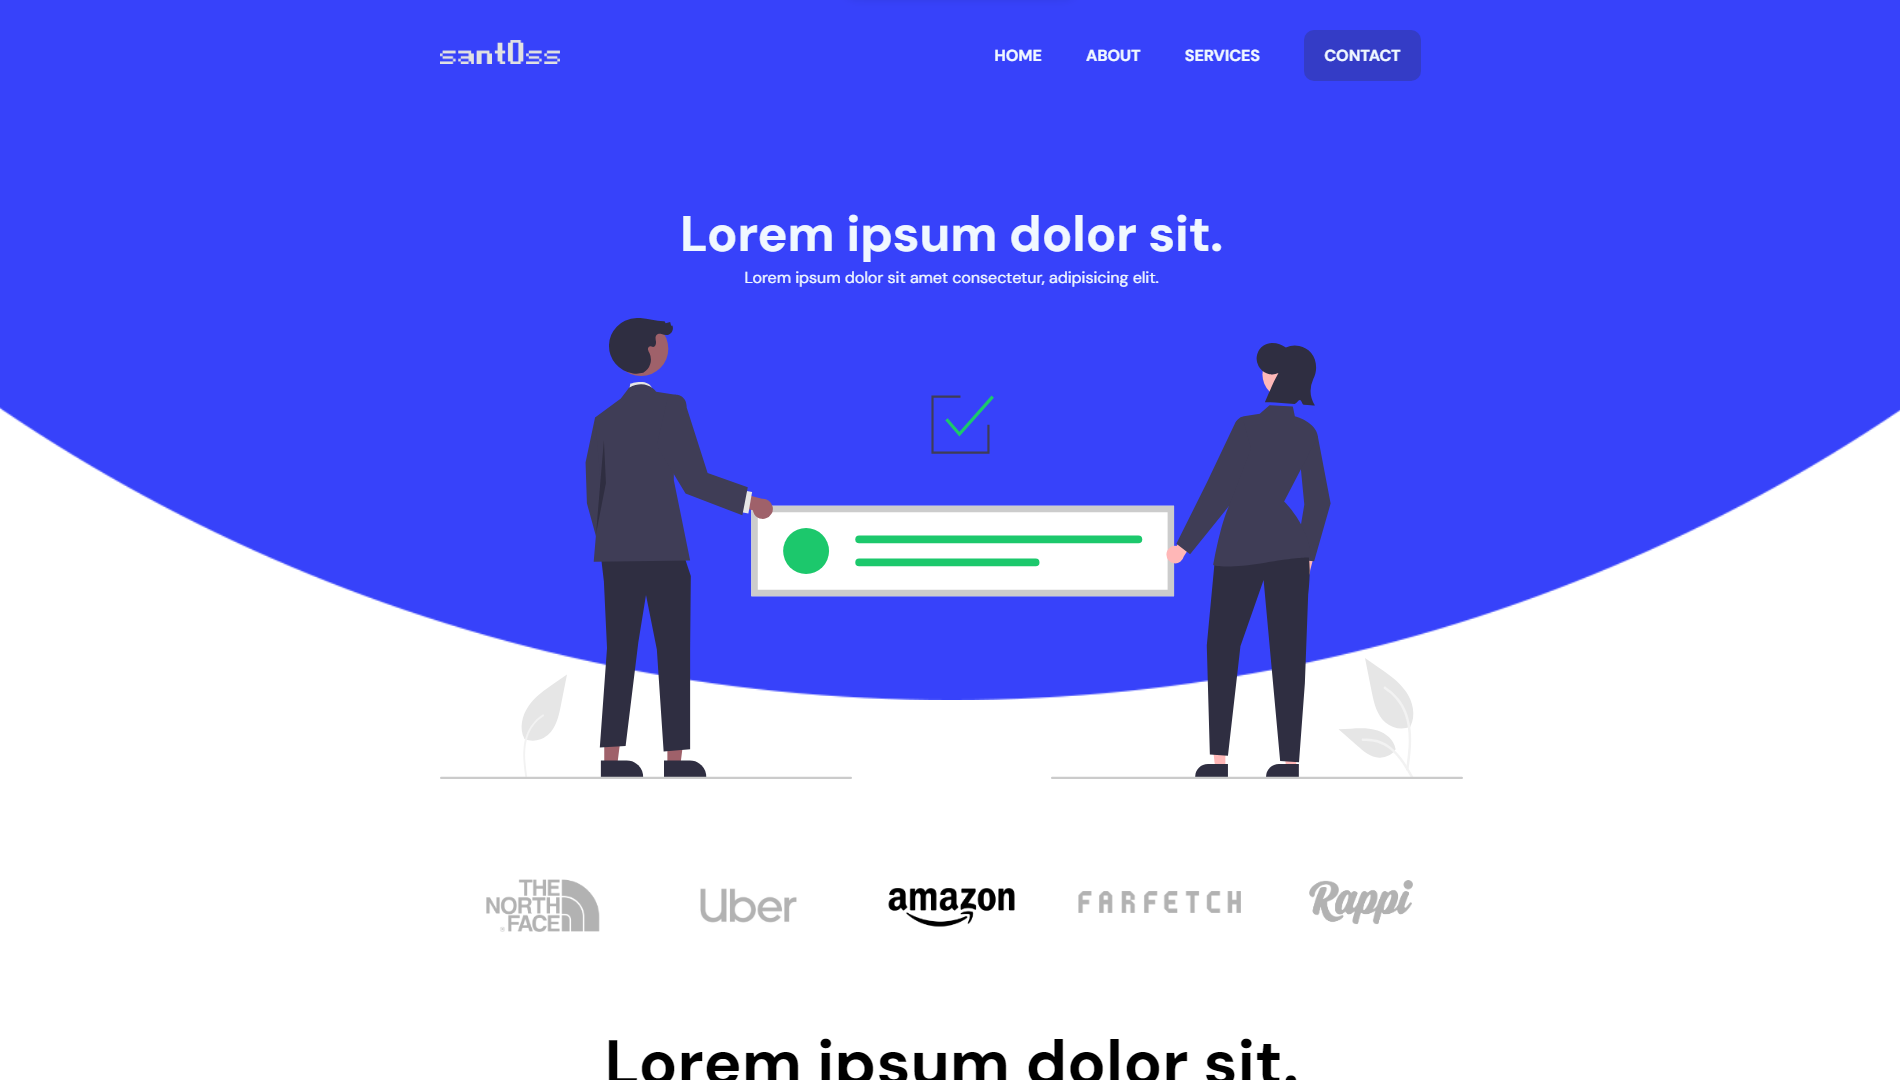 sant0ss
HOME ABOUT SERVICES CONTACT
Lorem ipsum dolor sit.
Lorem ipsum dolor sit amet consectetur, adipisicing elit.
THE
NORTH
FACE
Uber
amazon
FARFETCH
Rappi
Lorem ipsum dolor sit.